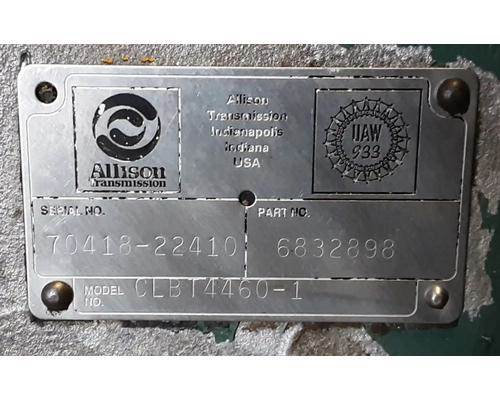 Allison
Transmission
Allison
Transmission
Indianapolis
Indiana
USA
UAW
933
SERIAL NO.
70418-22410
PART NO.
6832898
MODEL NO.
CLBT4460-1